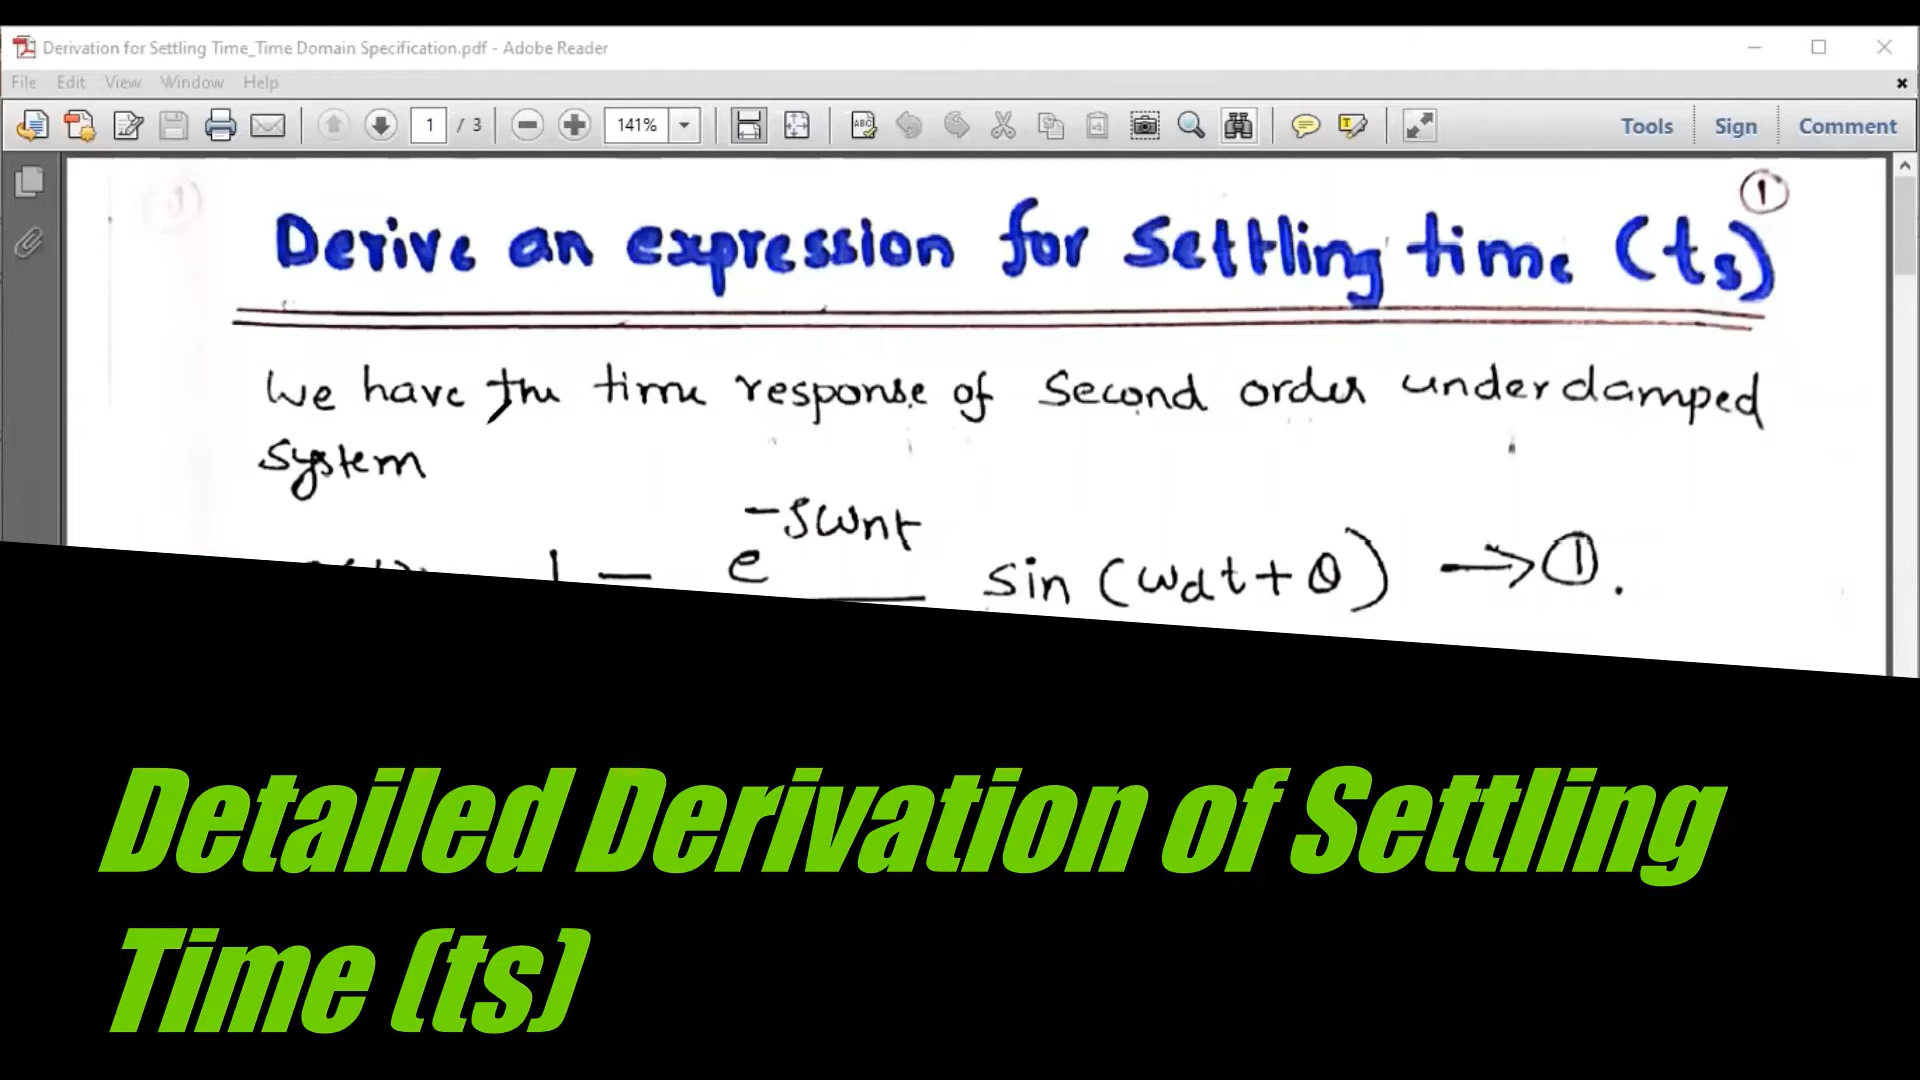 Derivation for Settling Time_Time Domain Specification.pdf - Adobe Reader
File Edit View Window Help
1 / 3 141% Tools Sign Comment
1
Derive an expression for settling time (ts)
We have the time response of second order underdamped
system
1 - e^-ζωnt sin (ωdt+θ) → ①.
Detailed Derivation of Settling
Time (ts)